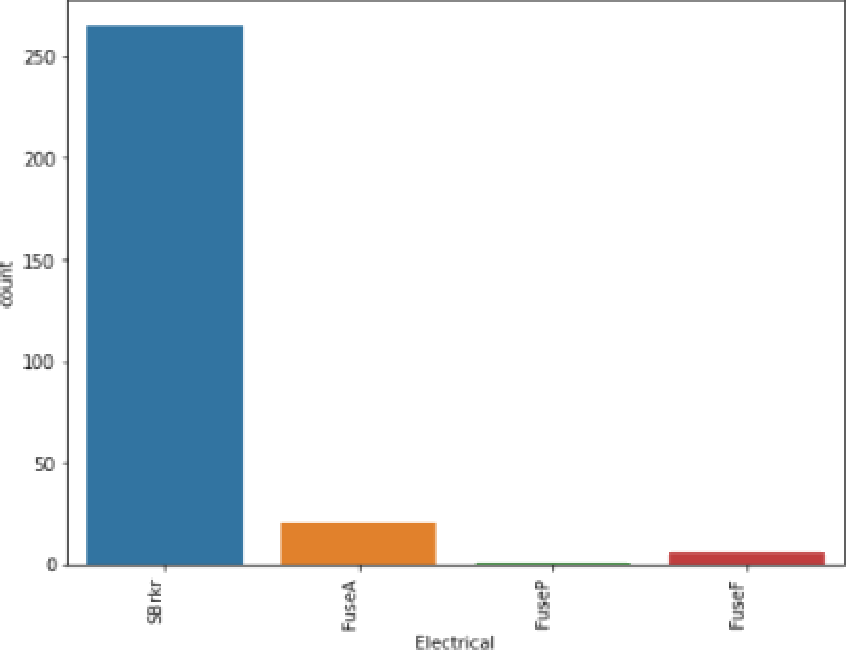 250
200
150
100
50
0
count
SBrkr
FuseA
FuseP
FuseF
Electrical